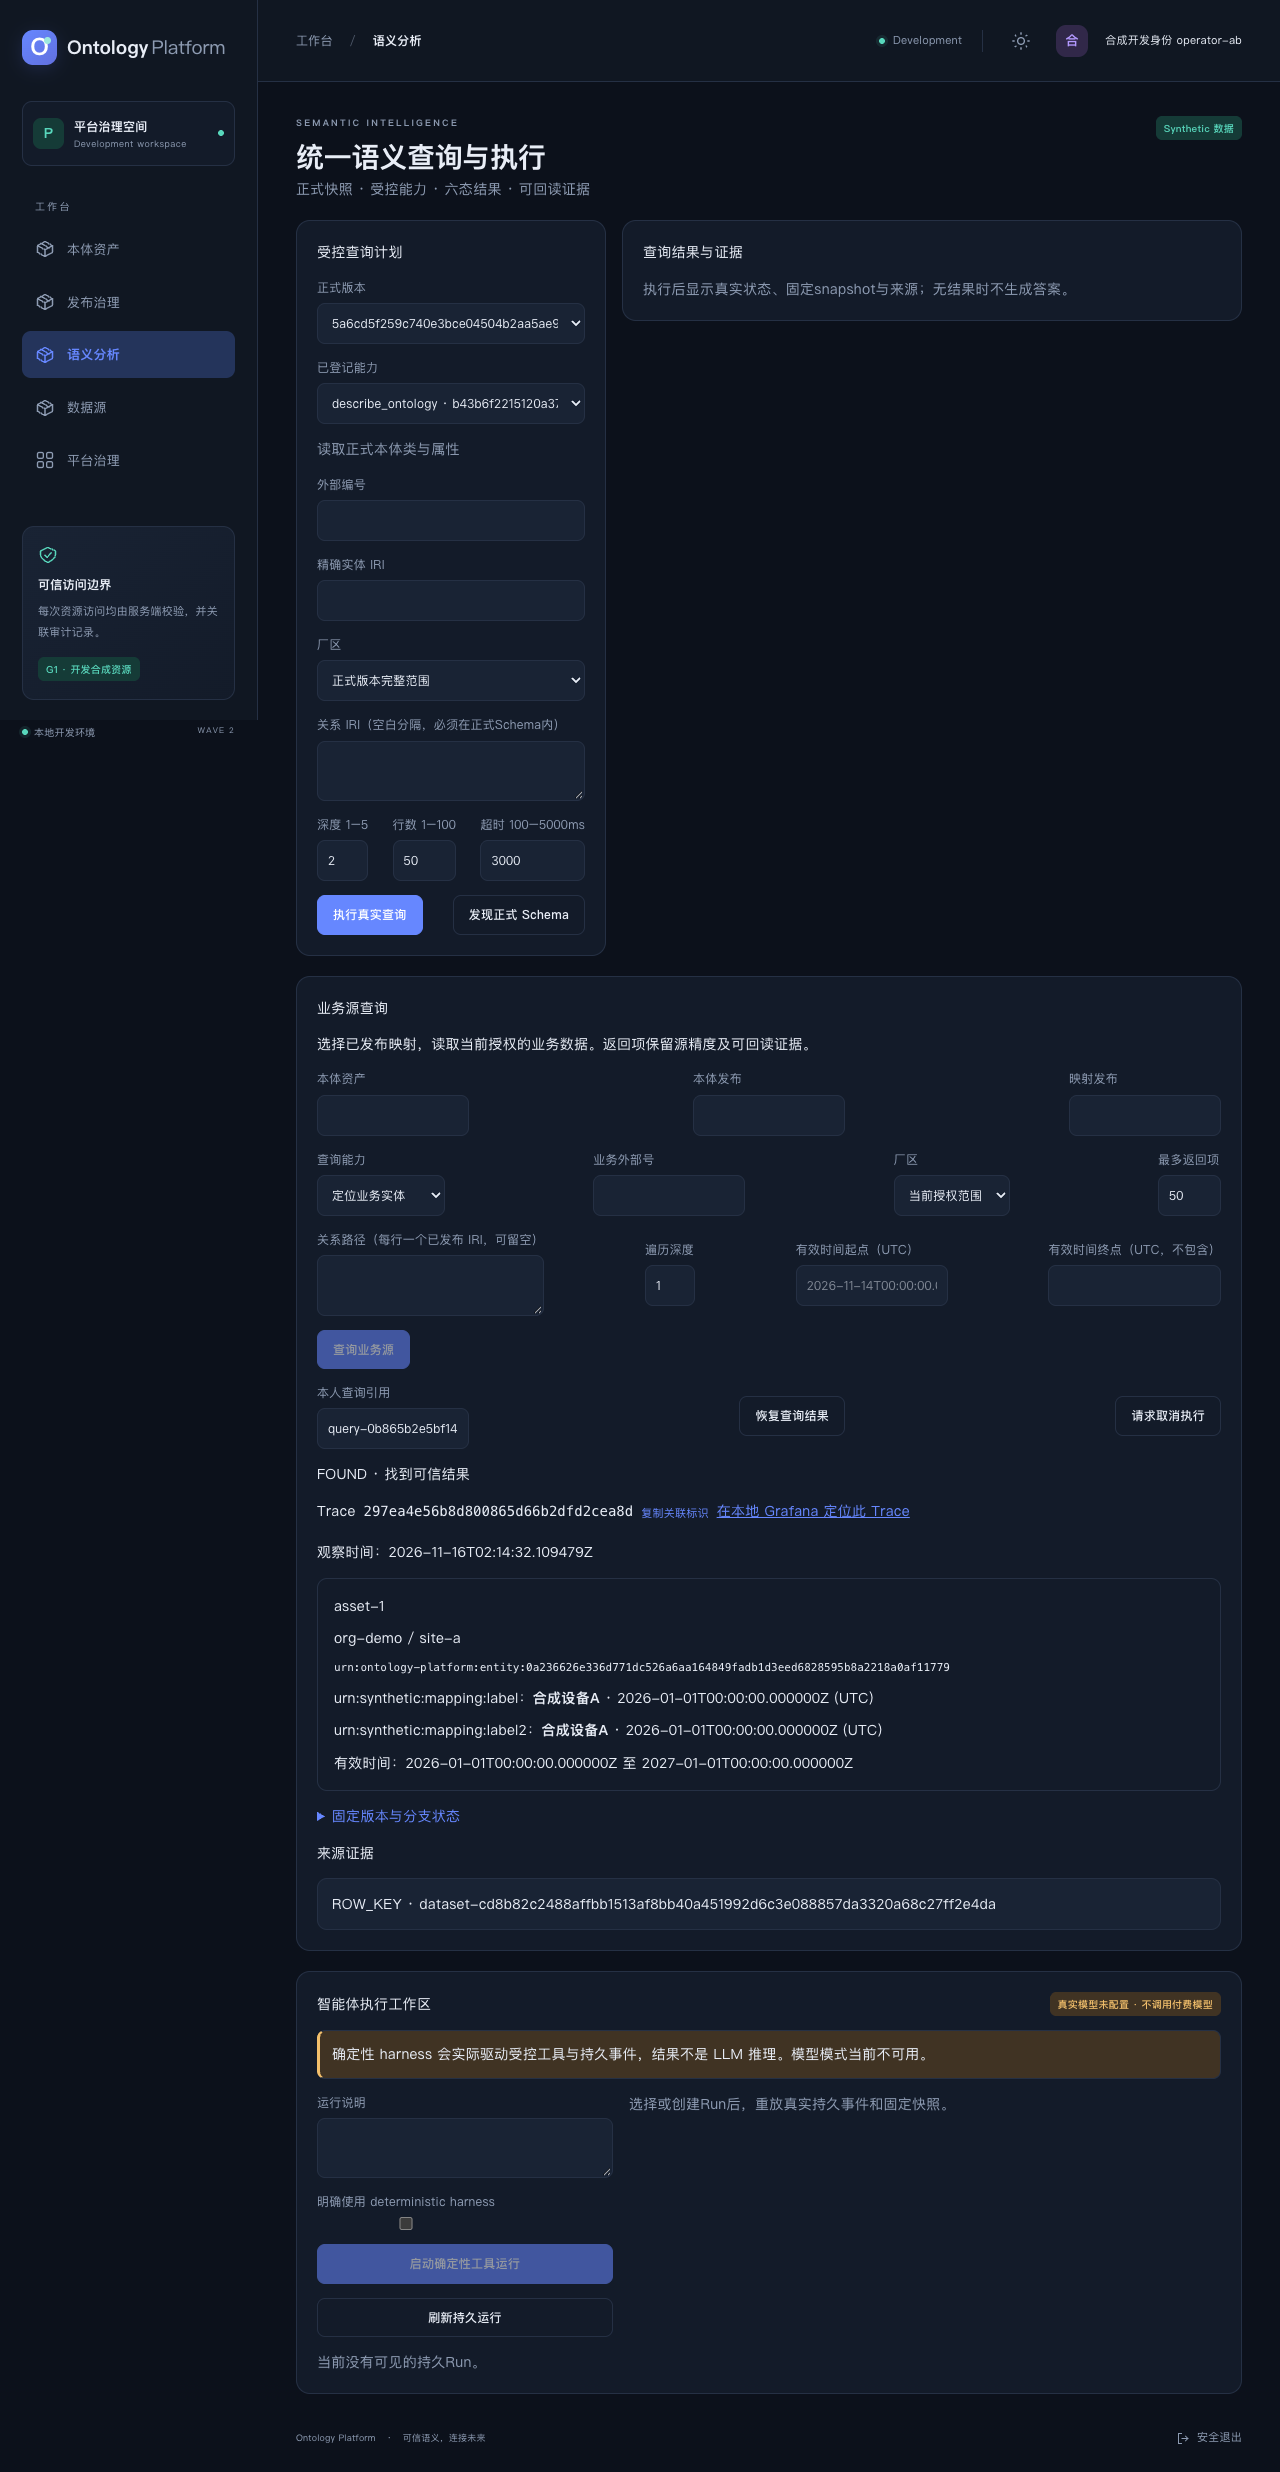 Ontology Platform
P
平台治理空间
Development workspace
工作台
本体资产
发布治理
语义分析
数据源
平台治理
可信访问边界
每次资源访问均由服务端校验，并关
联审计记录。
G1 · 开发合成资源
本地开发环境
WAVE 2
工作台 / 语义分析
Development
合
合成开发身份 operator-ab
SEMANTIC INTELLIGENCE
统一语义查询与执行
正式快照 · 受控能力 · 六态结果 · 可回读证据
Synthetic 数据
受控查询计划
正式版本
5a6cd5f259c740e3bce04504b2aa5ae9
已登记能力
describe_ontology · b43b6f2215120a37
读取正式本体类与属性
外部编号
精确实体 IRI
厂区
正式版本完整范围
关系 IRI（空白分隔，必须在正式Schema内）
深度 1—5 行数 1—100 超时 100—5000ms
2 50 3000
执行真实查询 发现正式 Schema
查询结果与证据
执行后显示真实状态、固定snapshot与来源；无结果时不生成答案。
业务源查询
选择已发布映射，读取当前授权的业务数据。返回项保留源精度及可回读证据。
本体资产 本体发布 映射发布
查询能力 业务外部号 厂区 最多返回项
定位业务实体 当前授权范围 50
关系路径（每行一个已发布 IRI，可留空） 遍历深度 有效时间起点（UTC） 有效时间终点（UTC，不包含）
1 2026-11-14T00:00:00.
查询业务源
本人查询引用
query-0b865b2e5bf14 恢复查询结果 请求取消执行
FOUND · 找到可信结果
Trace 297ea4e56b8d800865d66b2dfd2cea8d 复制关联标识 在本地 Grafana 定位此 Trace
观察时间：2026-11-16T02:14:32.109479Z
asset-1
org-demo / site-a
urn:ontology-platform:entity:0a236626e336d771dc526a6aa164849fadb1d3eed6828595b8a2218a0af11779
urn:synthetic:mapping:label：合成设备A · 2026-01-01T00:00:00.000000Z (UTC)
urn:synthetic:mapping:label2：合成设备A · 2026-01-01T00:00:00.000000Z (UTC)
有效时间：2026-01-01T00:00:00.000000Z 至 2027-01-01T00:00:00.000000Z
固定版本与分支状态
来源证据
ROW_KEY · dataset-cd8b82c2488affbb1513af8bb40a451992d6c3e088857da3320a68c27ff2e4da
智能体执行工作区
真实模型未配置 · 不调用付费模型
确定性 harness 会实际驱动受控工具与持久事件，结果不是 LLM 推理。模型模式当前不可用。
运行说明
选择或创建Run后，重放真实持久事件和固定快照。
明确使用 deterministic harness
启动确定性工具运行
刷新持久运行
当前没有可见的持久Run。
Ontology Platform · 可信语义，连接未来
安全退出